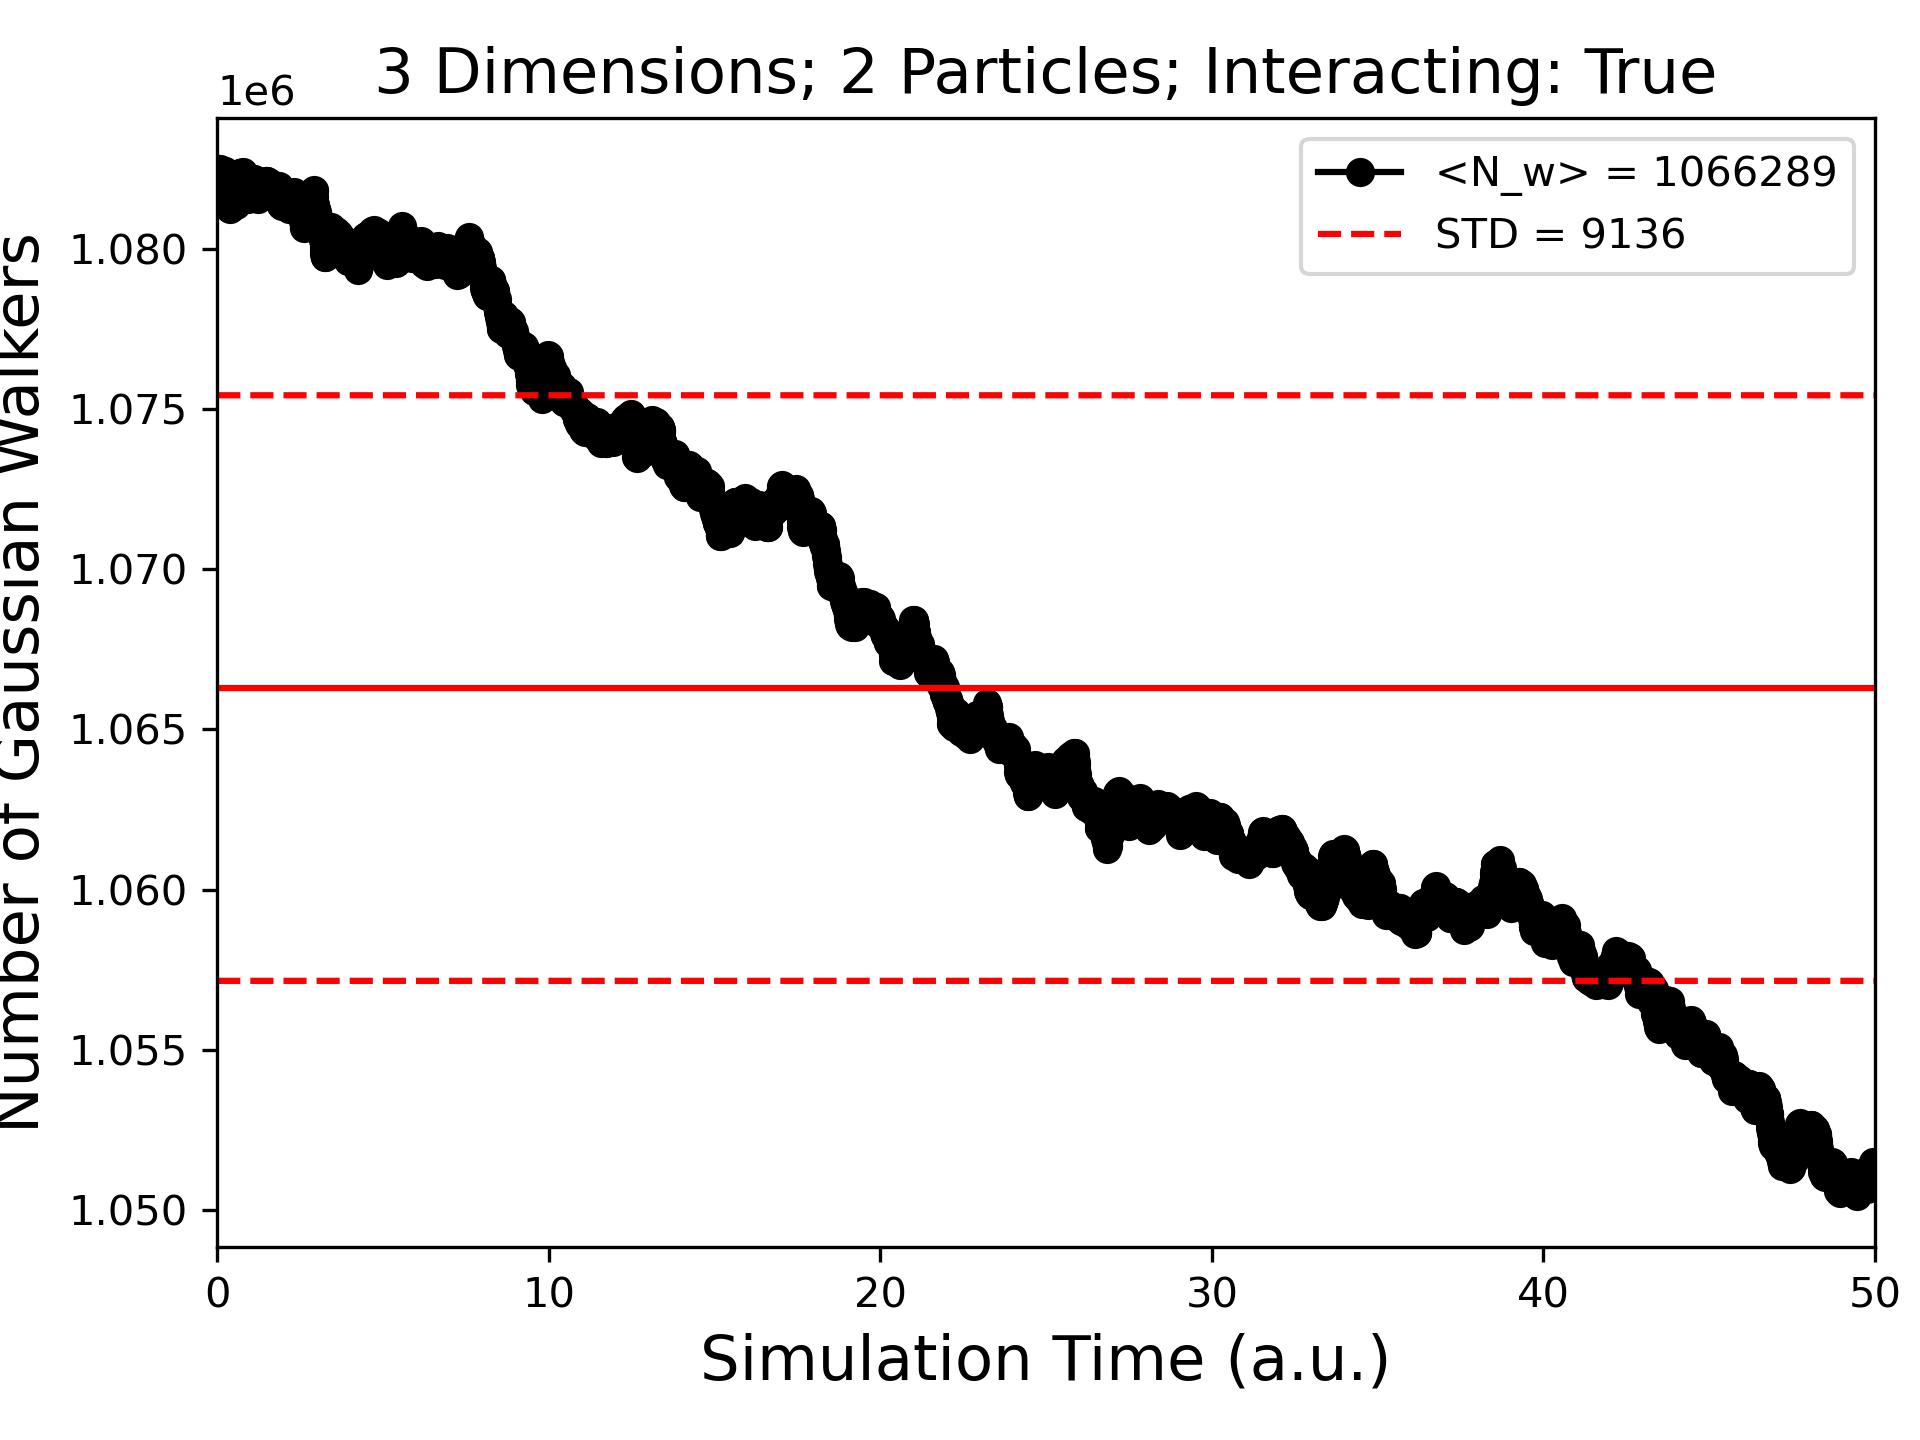 3 Dimensions; 2 Particles; Interacting: True
1e6
<N_w> = 1066289
STD = 9136
Number of Gaussian Walkers
1.080
1.075
1.070
1.065
1.060
1.055
1.050
0 10 20 30 40 50
Simulation Time (a.u.)